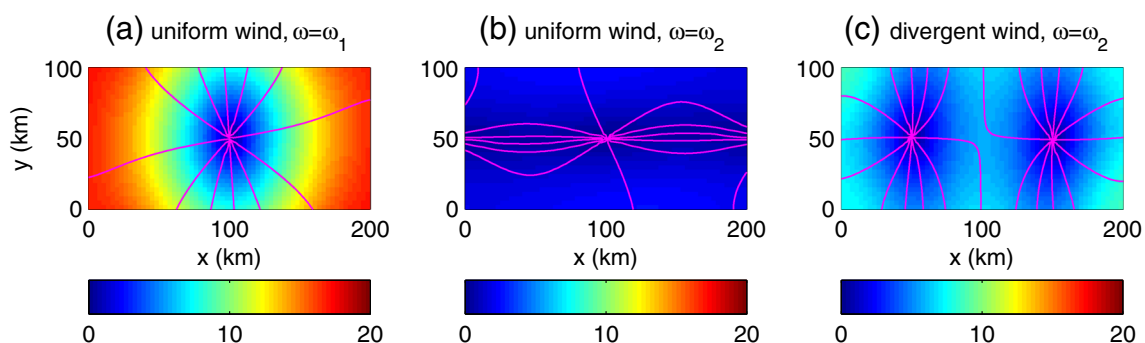 (a) uniform wind, ω=ω₁
(b) uniform wind, ω=ω₂
(c) divergent wind, ω=ω₂
y (km)
100
50
0
0 100 200
x (km)
100
50
0
0 100 200
x (km)
100
50
0
0 100 200
x (km)
0 10 20
0 10 20
0 10 20